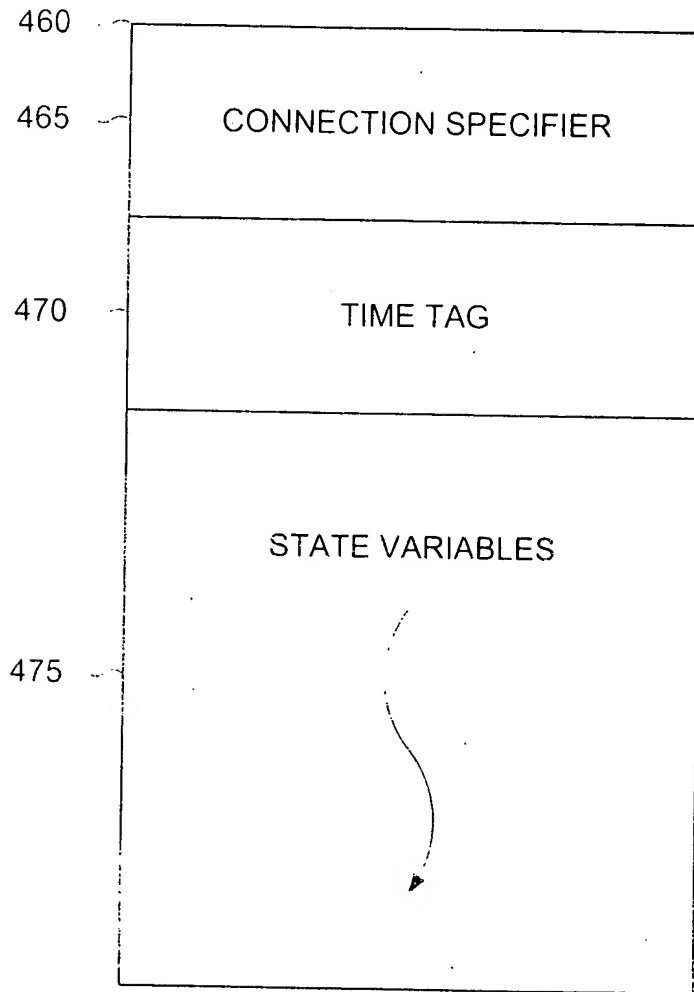 460
465 CONNECTION SPECIFIER
470 TIME TAG
STATE VARIABLES
475